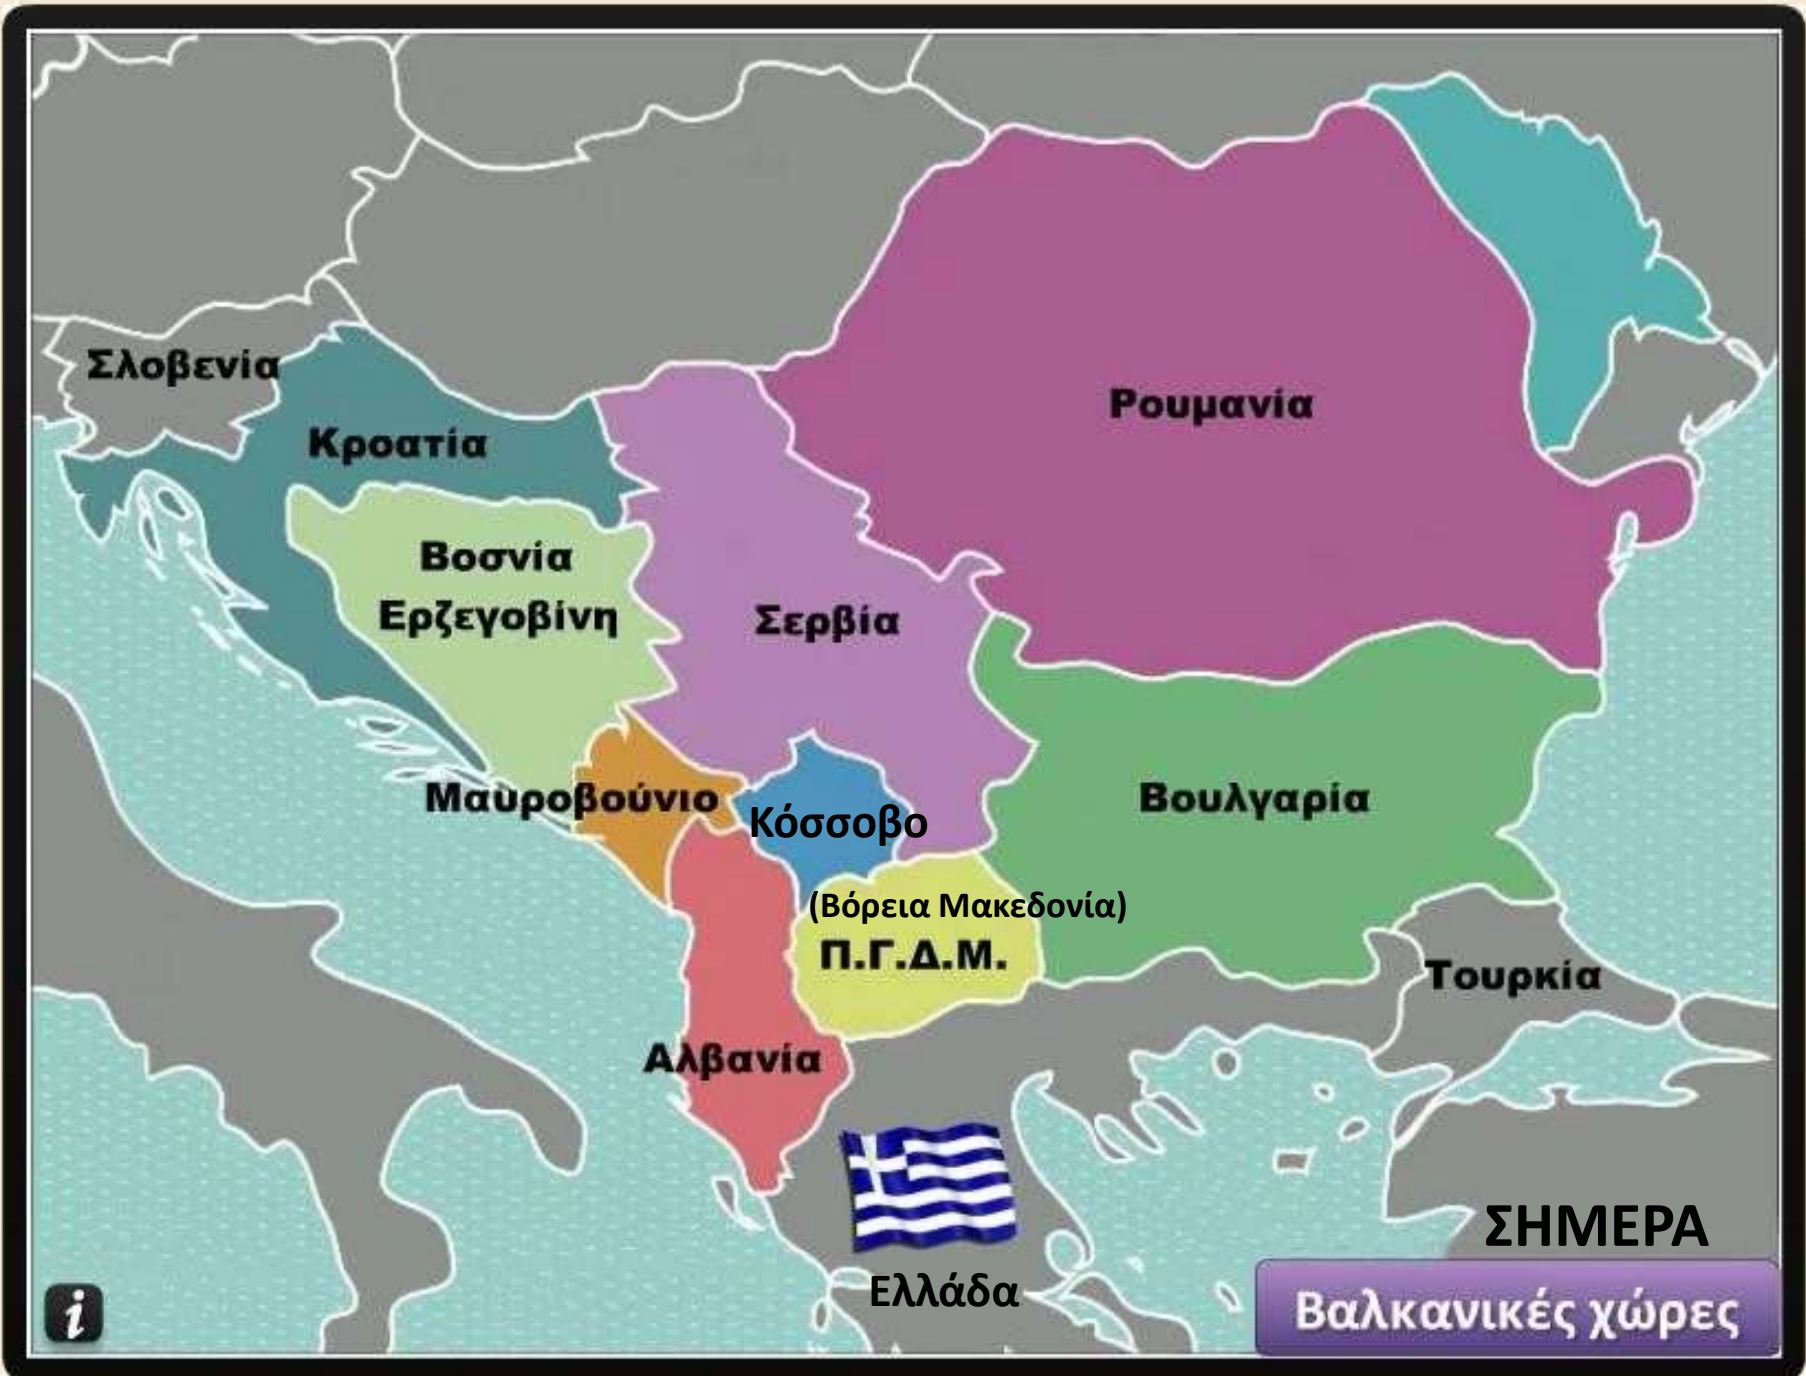 Σλοβενία
Ρουμανία
Κροατία
Βοσνία
Ερζεγοβίνη
Σερβία
Μαυροβούνιο
Κόσσοβο
Βουλγαρία
(Βόρεια Μακεδονία)
Π.Γ.Δ.Μ.
Τουρκία
Αλβανία
ΣΗΜΕΡΑ
Ελλάδα
Βαλκανικές χώρες
i